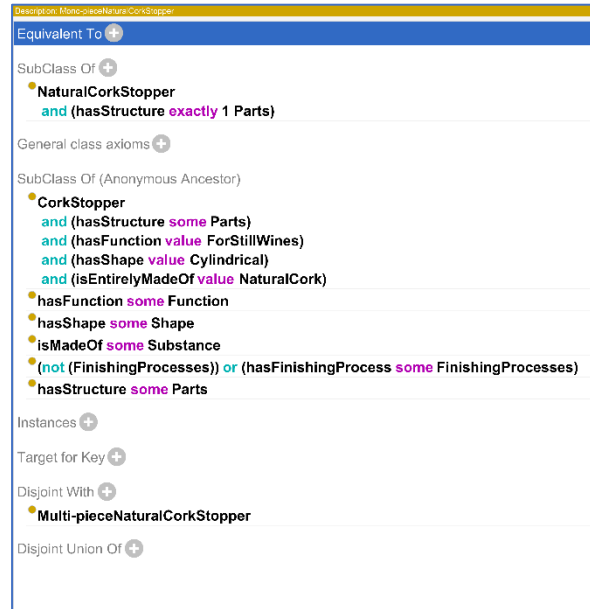 Description: Mono-pieceNaturalCorkStopper
Equivalent To
SubClass Of
NaturalCorkStopper
and (hasStructure exactly 1 Parts)
General class axioms
SubClass Of (Anonymous Ancestor)
CorkStopper
and (hasStructure some Parts)
and (hasFunction value ForStillWines)
and (hasShape value Cylindrical)
and (isEntirelyMadeOf value NaturalCork)
hasFunction some Function
hasShape some Shape
isMadeOf some Substance
(not (FinishingProcesses)) or (hasFinishingProcess some FinishingProcesses)
hasStructure some Parts
Instances
Target for Key
Disjoint With
Multi-pieceNaturalCorkStopper
Disjoint Union Of